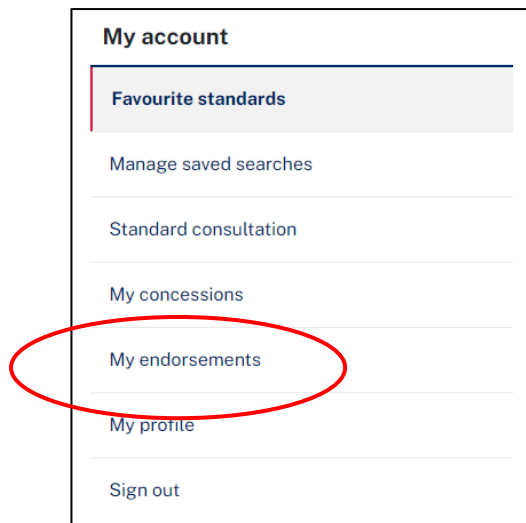 My account
Favourite standards
Manage saved searches
Standard consultation
My concessions
My endorsements
My profile
Sign out